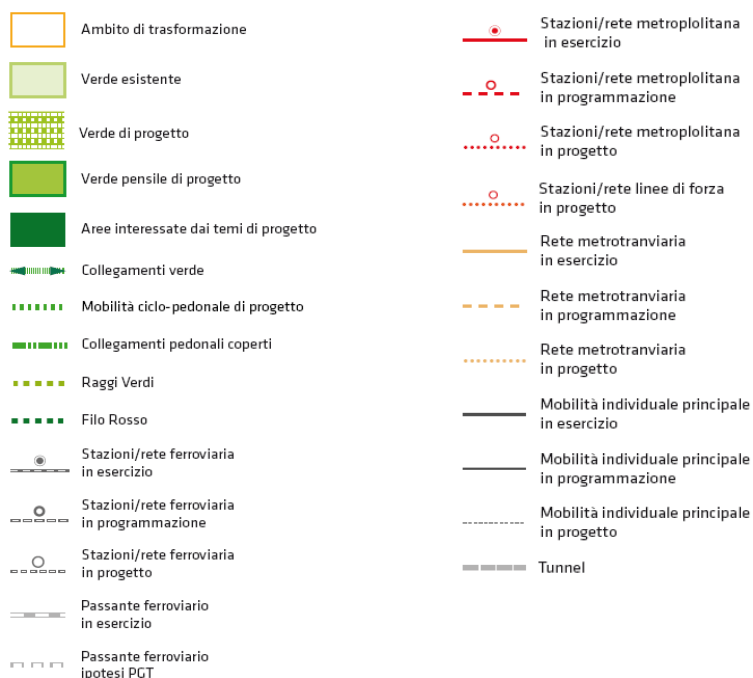 Ambito di trasformazione
Verde esistente
Verde di progetto
Verde pensile di progetto
Aree interessate dai temi di progetto
Collegamenti verde
Mobilità ciclo-pedonale di progetto
Collegamenti pedonali coperti
Raggi Verdi
Filo Rosso
Stazioni/rete ferroviaria
in esercizio
Stazioni/rete ferroviaria
in programmazione
Stazioni/rete ferroviaria
in progetto
Passante ferroviario
in esercizio
Passante ferroviario
ipotesi PGT
Stazioni/rete metroplolitana
in esercizio
Stazioni/rete metroplolitana
in programmazione
Stazioni/rete metroplolitana
in progetto
Stazioni/rete linee di forza
in progetto
Rete metrotranviaria
in esercizio
Rete metrotranviaria
in programmazione
Rete metrotranviaria
in progetto
Mobilità individuale principale
in esercizio
Mobilità individuale principale
in programmazione
Mobilità individuale principale
in progetto
Tunnel